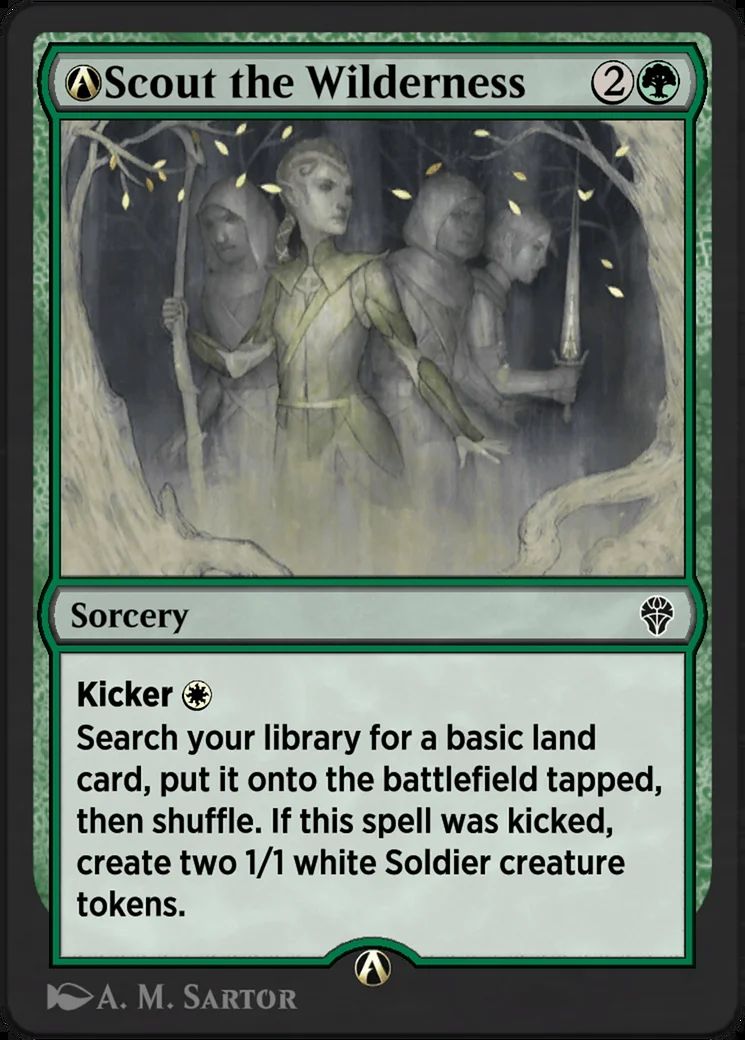 Scout the Wilderness 2
Sorcery
Kicker
Search your library for a basic land
card, put it onto the battlefield tapped,
then shuffle. If this spell was kicked,
create two 1/1 white Soldier creature
tokens.
A. M. Sartor